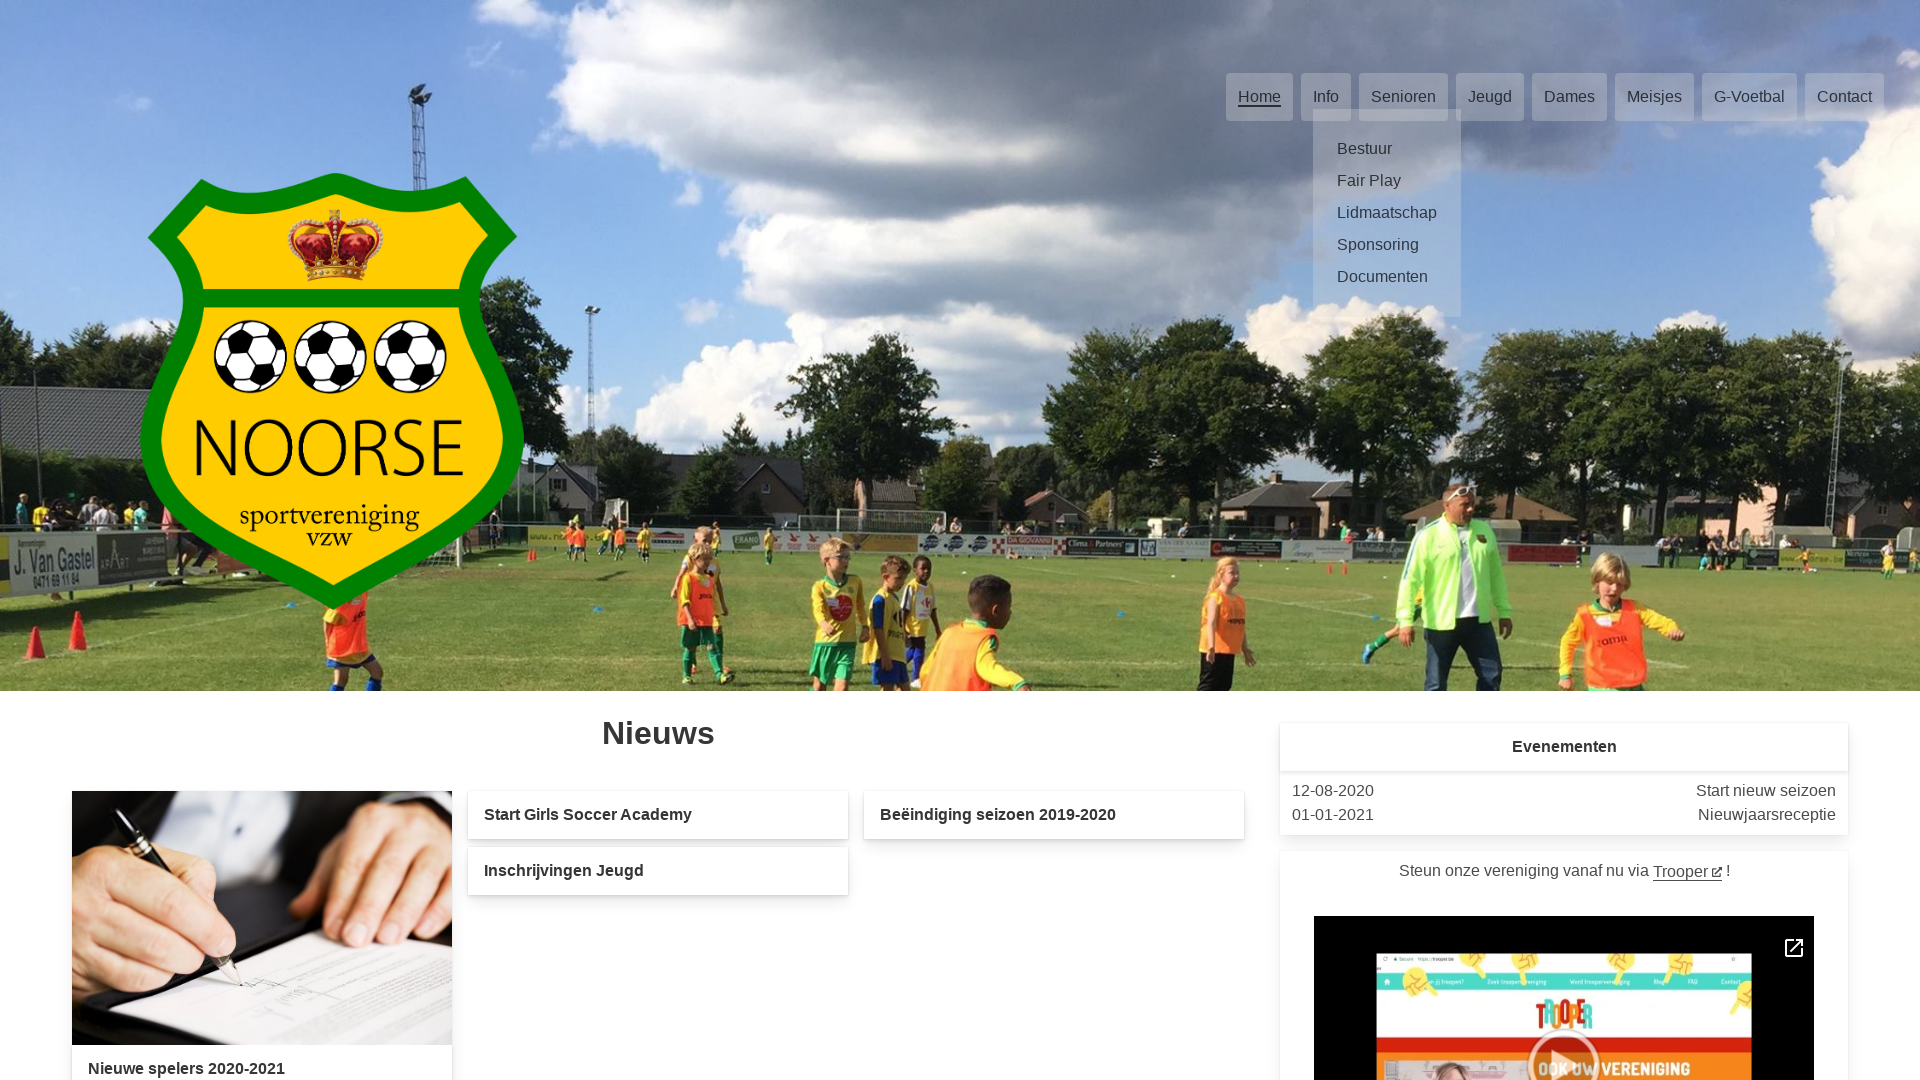 Home Info Senioren Jeugd Dames Meisjes G-Voetbal Contact
Bestuur
Fair Play
Lidmaatschap
Sponsoring
Documenten
NOORSE
sportvereniging
vzw
J. Van Gastel
0471 69 11 84
Nieuws
Start Girls Soccer Academy
Beëindiging seizoen 2019-2020
Inschrijvingen Jeugd
Nieuwe spelers 2020-2021
Evenementen
12-08-2020 Start nieuw seizoen
01-01-2021 Nieuwjaarsreceptie
Steun onze vereniging vanaf nu via Trooper !
TROOPER
OOK UW VERENIGING